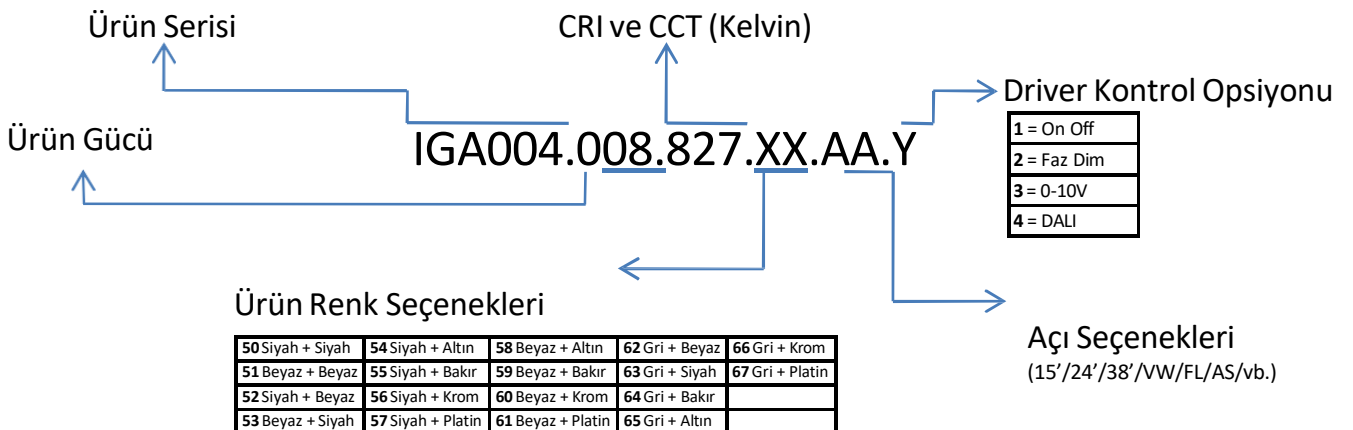 Ürün Serisi
CRI ve CCT (Kelvin)
Driver Kontrol Opsiyonu
Ürün Gücü
IGA004.008.827.XX.AA.Y
1 = On Off
2 = Faz Dim
3 = 0-10V
4 = DALI
Ürün Renk Seçenekleri
50 Siyah + Siyah 54 Siyah + Altın 58 Beyaz + Altın 62 Gri + Beyaz 66 Gri + Krom
51 Beyaz + Beyaz 55 Siyah + Bakır 59 Beyaz + Bakır 63 Gri + Siyah 67 Gri + Platin
52 Siyah + Beyaz 56 Siyah + Krom 60 Beyaz + Krom 64 Gri + Bakır
53 Beyaz + Siyah 57 Siyah + Platin 61 Beyaz + Platin 65 Gri + Altın
Açı Seçenekleri
(15’/24’/38’/VW/FL/AS/vb.)